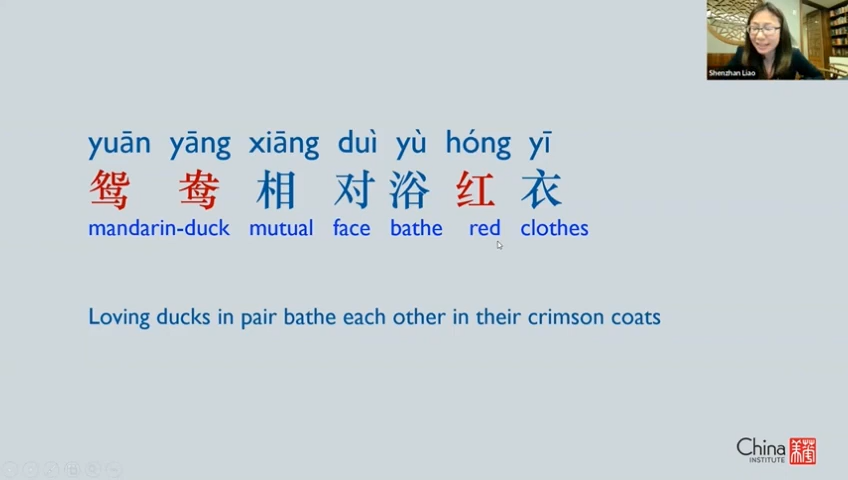 Shenzhan Liao
yuān yāng xiāng duì yù hóng yī
鸳 鸯 相 对 浴 红 衣
mandarin-duck mutual face bathe red clothes
Loving ducks in pair bathe each other in their crimson coats
China
INSTITUTE